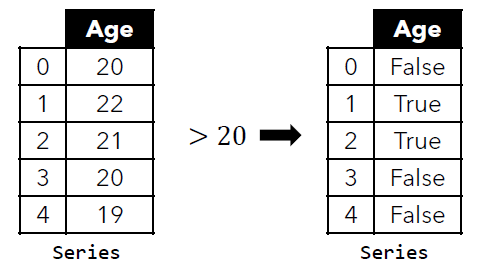 Age
0 20
1 22
2 21
3 20
4 19
Series
> 20
Age
0 False
1 True
2 True
3 False
4 False
Series